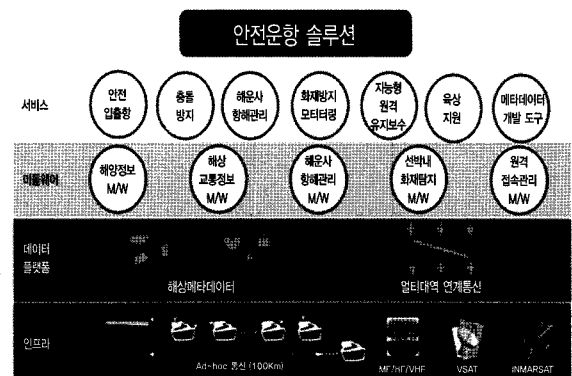 안전운항 솔루션
서비스
안전
입출항
충돌
방지
해운사
항해관리
화재방지
모티터링
지능형
원격
유지보수
육상
지원
메타데이터
개발 도구
미들웨어
해양정보
M/W
해상
교통정보
M/W
해운사
항해관리
M/W
선박내
화재탐지
M/W
원격
접속관리
M/W
데이터
플랫폼
해상메타데이터
멀티대역 연계통신
인프라
Ad-hoc 통신 (100Km)
MF/HF/VHF
VSAT
INMARSAT